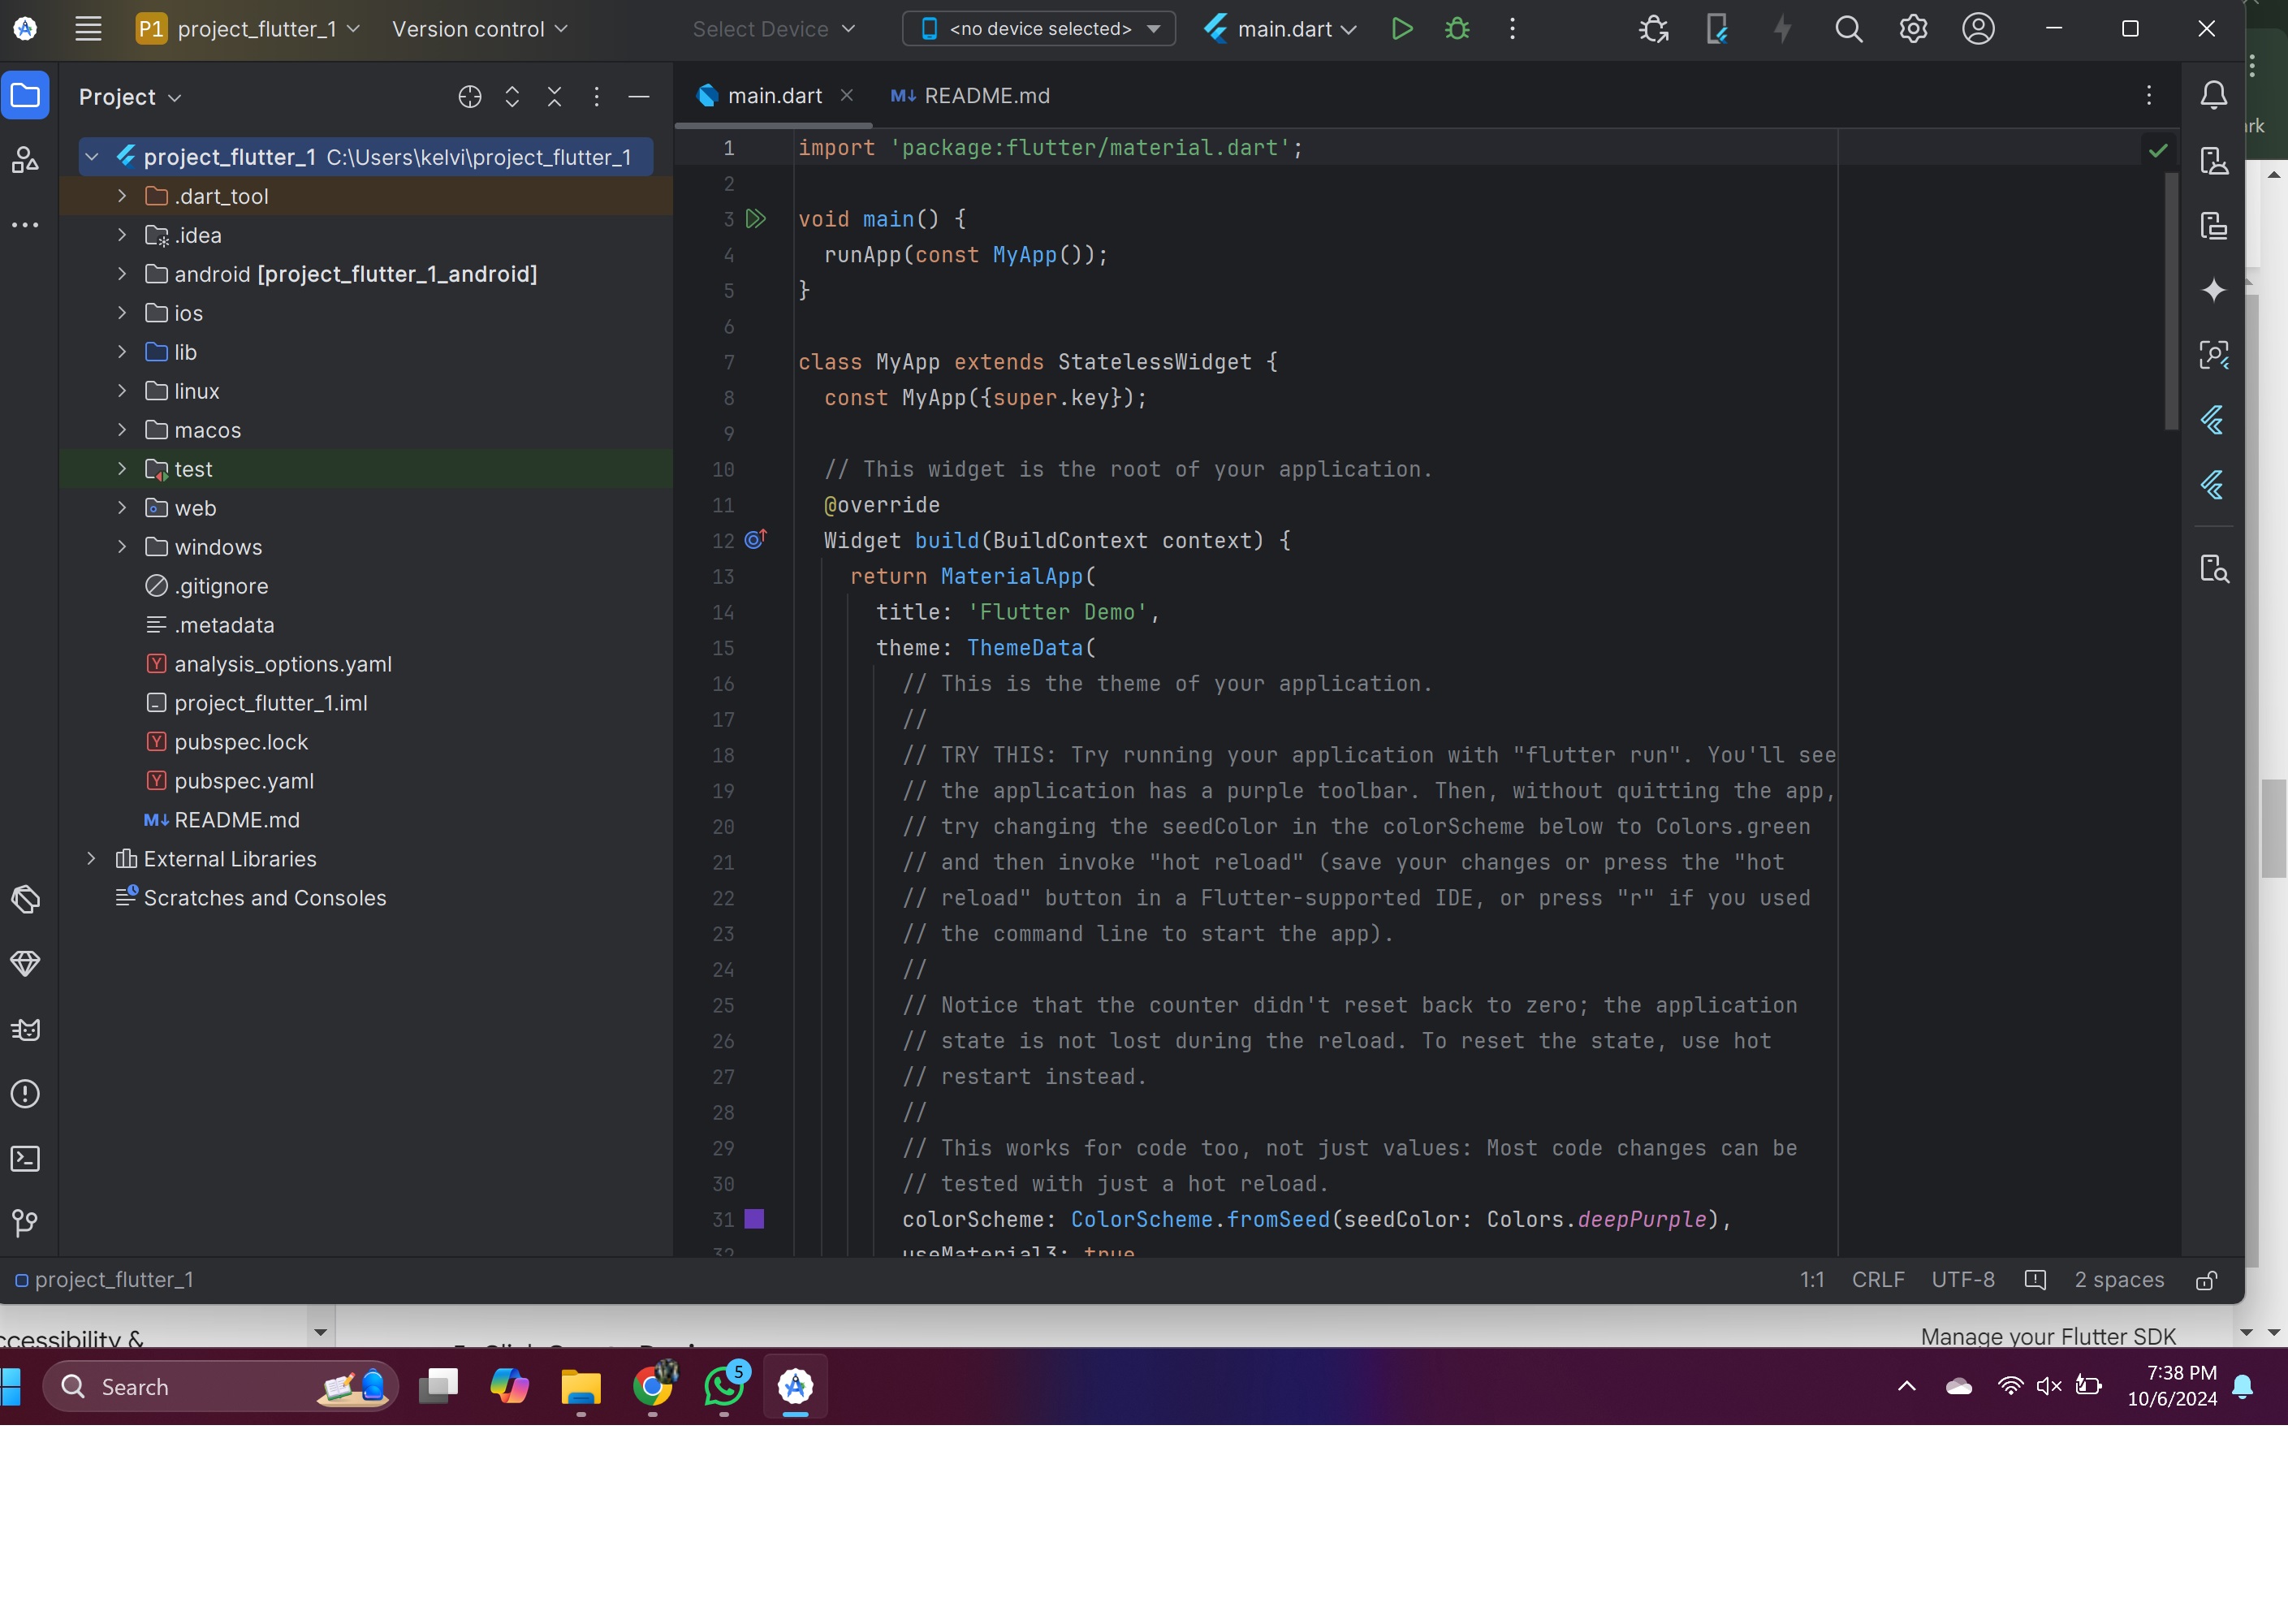 P1 project_flutter_1 Version control Select Device <no device selected> main.dart
Project
main.dart README.md
project_flutter_1 C:\Users\kelvi\project_flutter_1
.dart_tool
.idea
android [project_flutter_1_android]
ios
lib
linux
macos
test
web
windows
.gitignore
.metadata
analysis_options.yaml
project_flutter_1.iml
pubspec.lock
pubspec.yaml
M↓ README.md
External Libraries
Scratches and Consoles
1 import 'package:flutter/material.dart';
2
3 void main() {
4 runApp(const MyApp());
5 }
6
7 class MyApp extends StatelessWidget {
8 const MyApp({super.key});
9
10 // This widget is the root of your application.
11 @override
12 Widget build(BuildContext context) {
13 return MaterialApp(
14 title: 'Flutter Demo',
15 theme: ThemeData(
16 // This is the theme of your application.
17 //
18 // TRY THIS: Try running your application with "flutter run". You'll see
19 // the application has a purple toolbar. Then, without quitting the app,
20 // try changing the seedColor in the colorScheme below to Colors.green
21 // and then invoke "hot reload" (save your changes or press the "hot
22 // reload" button in a Flutter-supported IDE, or press "r" if you used
23 // the command line to start the app).
24 //
25 // Notice that the counter didn't reset back to zero; the application
26 // state is not lost during the reload. To reset the state, use hot
27 // restart instead.
28 //
29 // This works for code too, not just values: Most code changes can be
30 // tested with just a hot reload.
31 colorScheme: ColorScheme.fromSeed(seedColor: Colors.deepPurple),
32 useMaterial3: true
project_flutter_1 1:1 CRLF UTF-8 2 spaces
ccessibility &
Manage your Flutter SDK
Search
5
7:38 PM
10/6/2024